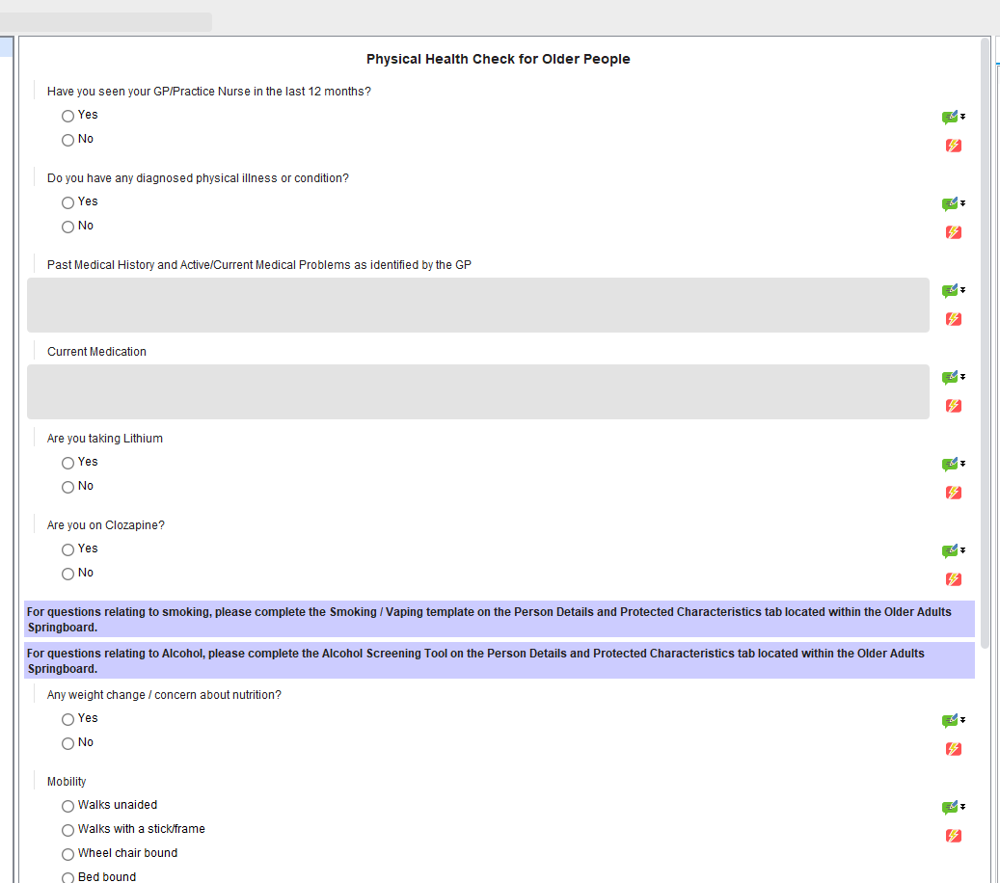 Physical Health Check for Older People
Have you seen your GP/Practice Nurse in the last 12 months?
Yes
No
Do you have any diagnosed physical illness or condition?
Yes
No
Past Medical History and Active/Current Medical Problems as identified by the GP
Current Medication
Are you taking Lithium
Yes
No
Are you on Clozapine?
Yes
No
For questions relating to smoking, please complete the Smoking / Vaping template on the Person Details and Protected Characteristics tab located within the Older Adults
Springboard.
For questions relating to Alcohol, please complete the Alcohol Screening Tool on the Person Details and Protected Characteristics tab located within the Older Adults
Springboard.
Any weight change / concern about nutrition?
Yes
No
Mobility
Walks unaided
Walks with a stick/frame
Wheel chair bound
Bed bound